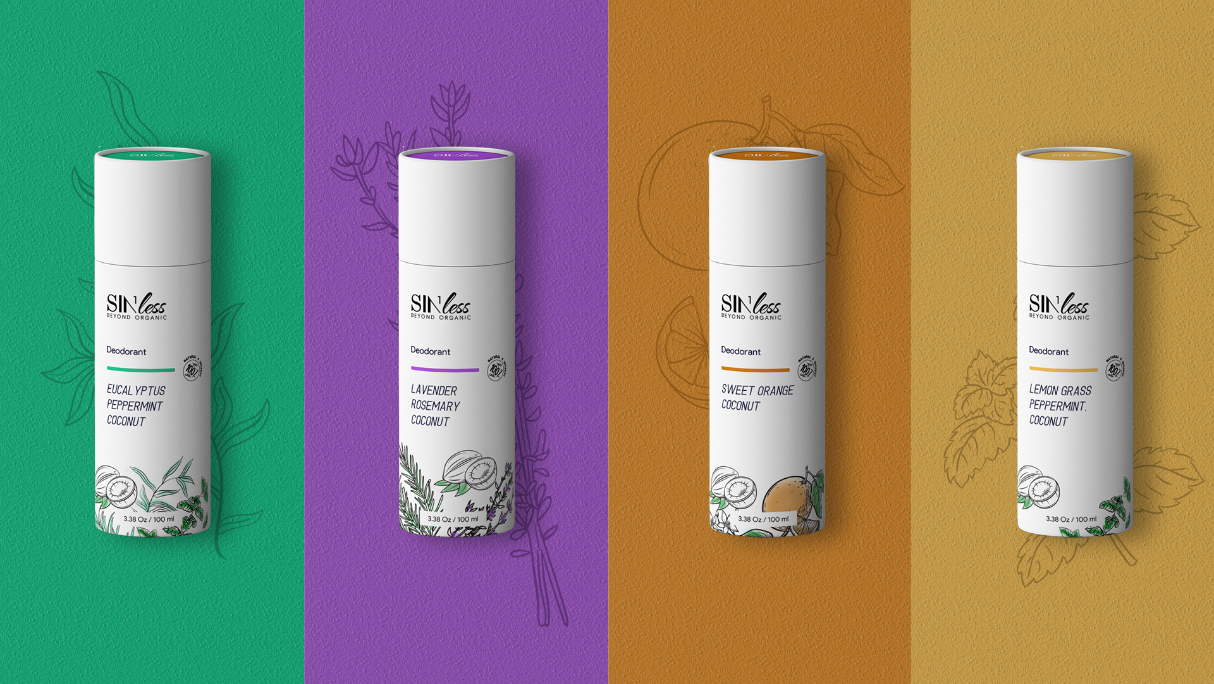 SINless
BEYOND ORGANIC
Deodorant
EUCALYPTUS
PEPPERMINT
COCONUT
3.38 Oz / 100 ml
SINless
BEYOND ORGANIC
Deodorant
LAVENDER
ROSEMARY
COCONUT
3.38 Oz / 100 ml
SINless
BEYOND ORGANIC
Deodorant
SWEET ORANGE
COCONUT
3.38 Oz / 100 ml
SINless
BEYOND ORGANIC
Deodorant
LEMON GRASS
PEPPERMINT,
COCONUT
3.38 Oz / 100 ml